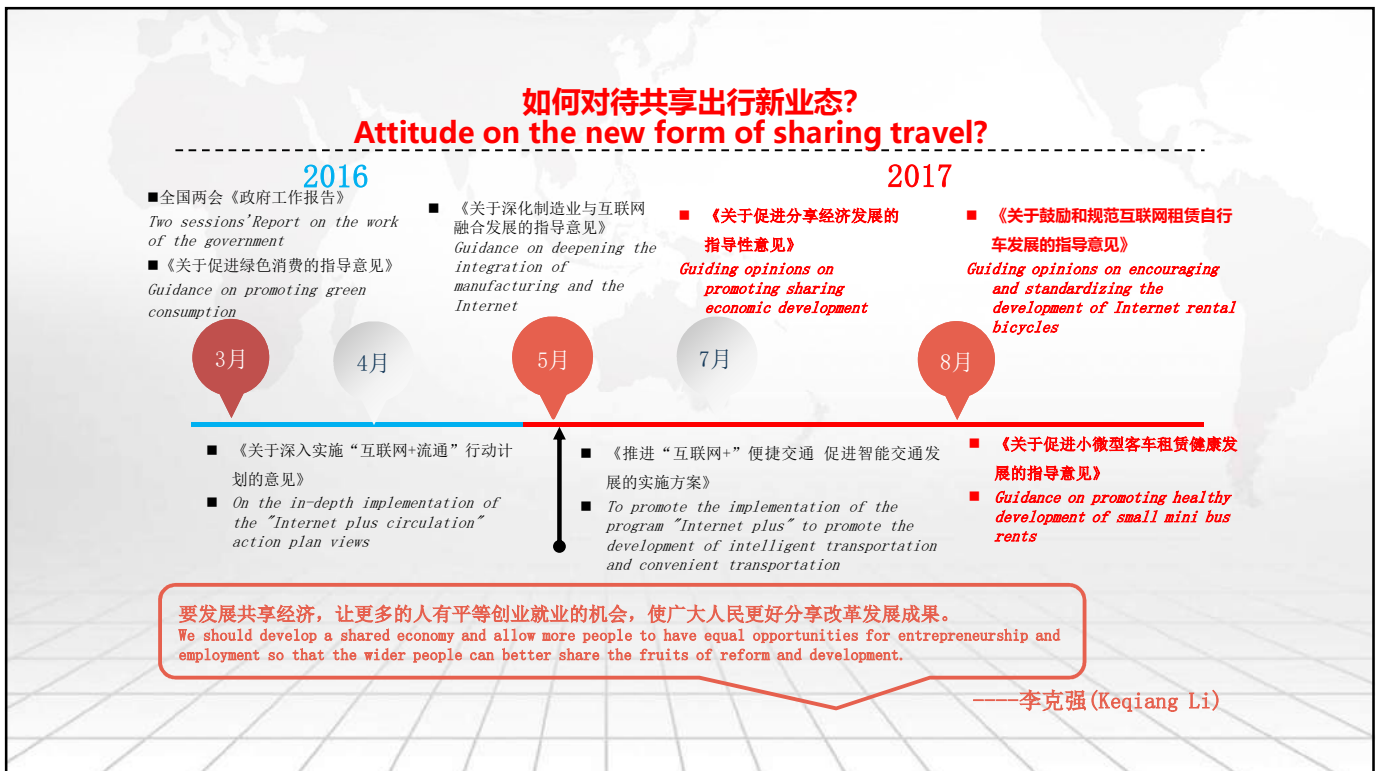 如何对待共享出行新业态?
Attitude on the new form of sharing travel?
2016
2017
■全国两会《政府工作报告》
Two sessions'Report on the work
of the government
■《关于促进绿色消费的指导意见》
Guidance on promoting green
consumption
■ 《关于深化制造业与互联网
融合发展的指导意见》
Guidance on deepening the
integration of
manufacturing and the
Internet
■ 《关于促进分享经济发展的
指导性意见》
Guiding opinions on
promoting sharing
economic development
■ 《关于鼓励和规范互联网租赁自行
车发展的指导意见》
Guiding opinions on encouraging
and standardizing the
development of Internet rental
bicycles
3月
4月
5月
7月
8月
■ 《关于深入实施“互联网+流通”行动计
划的意见》
■ On the in-depth implementation of
the "Internet plus circulation"
action plan views
■ 《推进“互联网+”便捷交通 促进智能交通发
展的实施方案》
■ To promote the implementation of the
program "Internet plus" to promote the
development of intelligent transportation
and convenient transportation
■ 《关于促进小微型客车租赁健康发
展的指导意见》
■ Guidance on promoting healthy
development of small mini bus
rents
要发展共享经济，让更多的人有平等创业就业的机会，使广大人民更好分享改革发展成果。
We should develop a shared economy and allow more people to have equal opportunities for entrepreneurship and
employment so that the wider people can better share the fruits of reform and development.
----李克强(Keqiang Li)